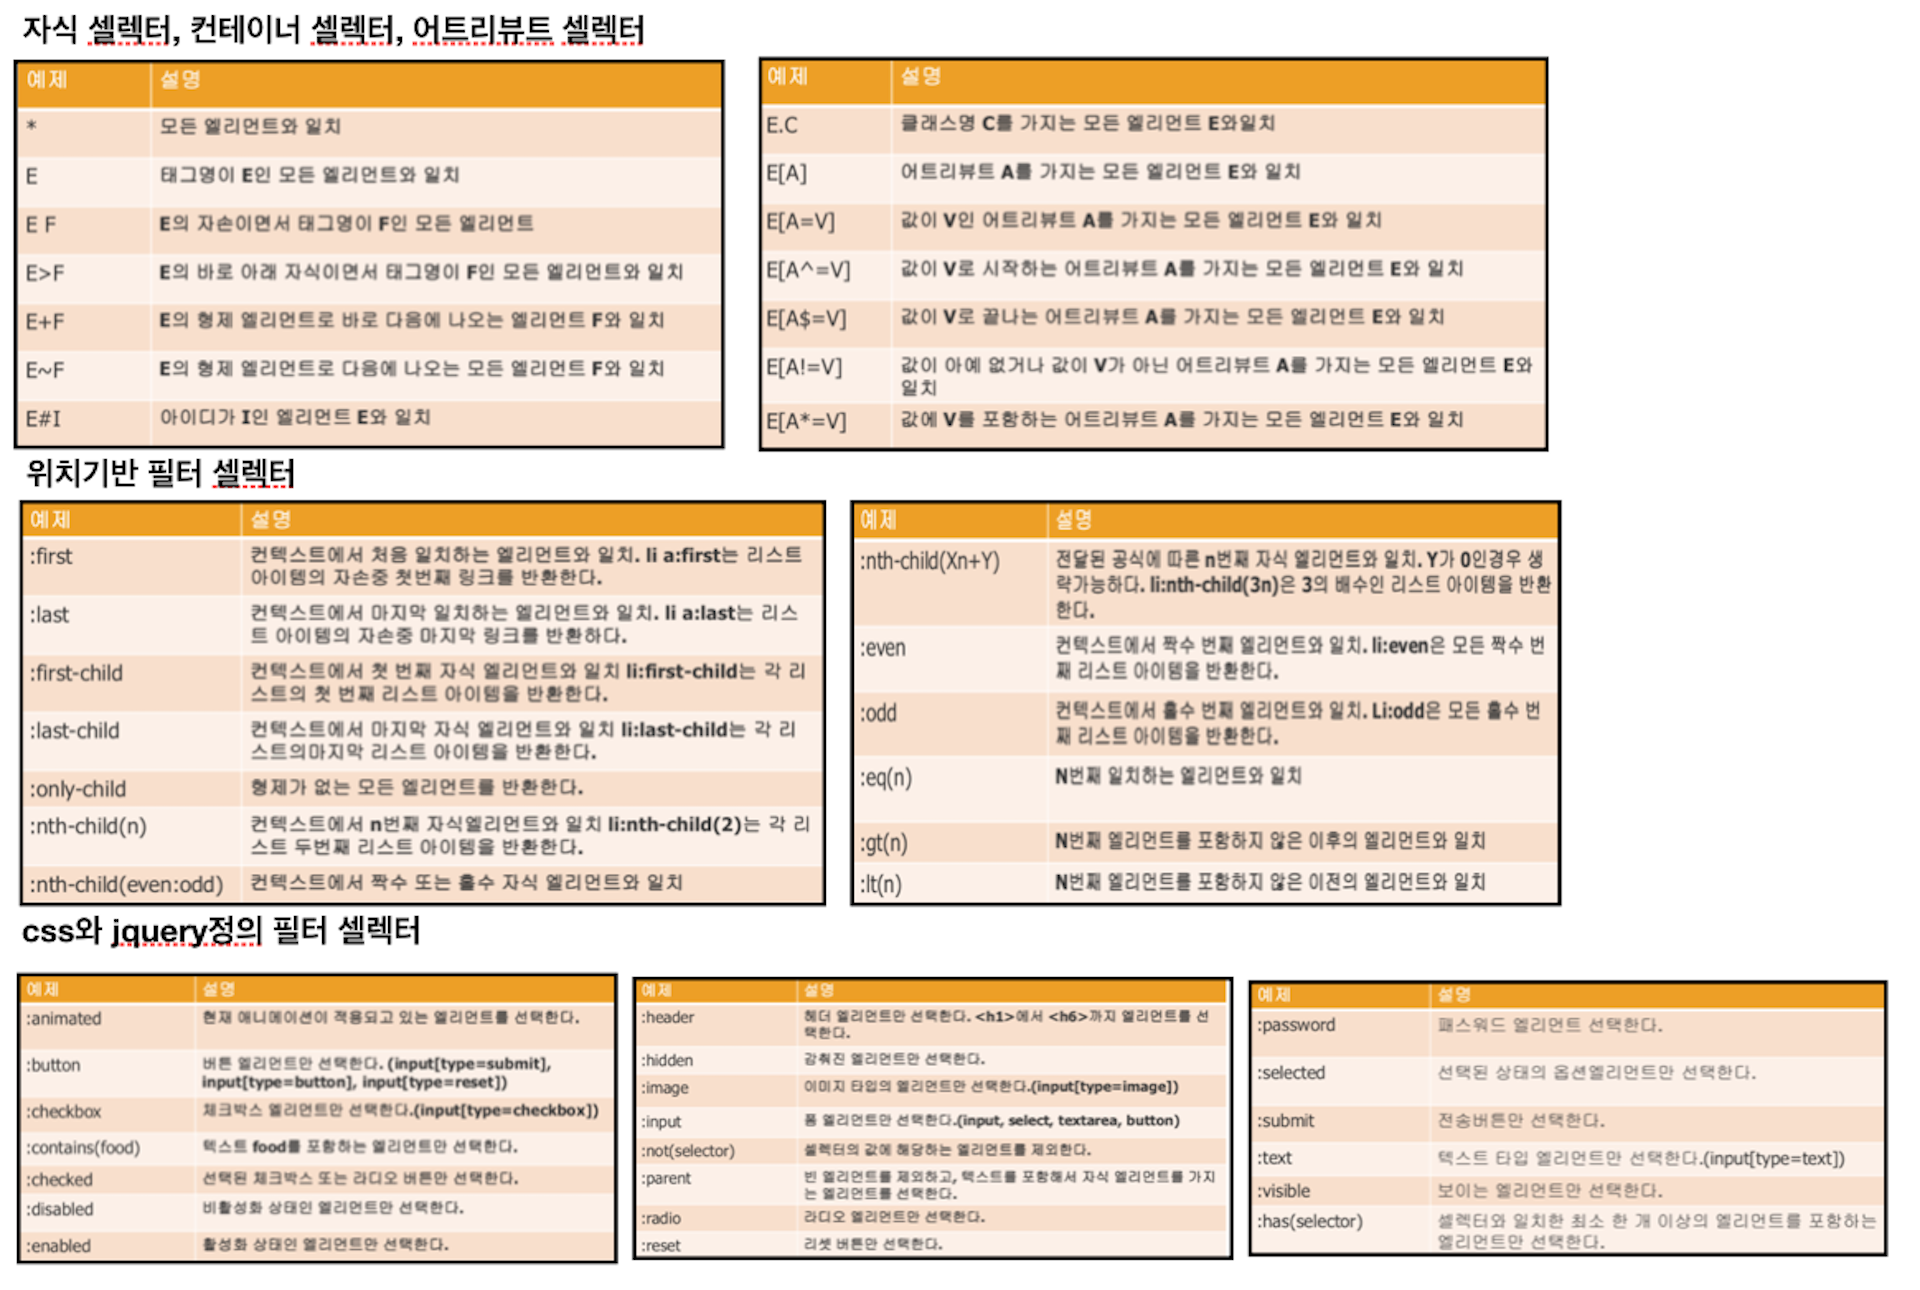 자식 셀렉터, 컨테이너 셀렉터, 어트리뷰트 셀렉터
예제 설명
* 모든 엘리먼트와 일치
E 태그명이 E인 모든 엘리먼트와 일치
E F E의 자손이면서 태그명이 F인 모든 엘리먼트
E>F E의 바로 아래 자식이면서 태그명이 F인 모든 엘리먼트와 일치
E+F E의 형제 엘리먼트로 바로 다음에 나오는 엘리먼트 F와 일치
E~F E의 형제 엘리먼트로 다음에 나오는 모든 엘리먼트 F와 일치
E#I 아이디가 I인 엘리먼트 E와 일치
예제 설명
E.C 클래스명 C를 가지는 모든 엘리먼트 E와일치
E[A] 어트리뷰트 A를 가지는 모든 엘리먼트 E와 일치
E[A=V] 값이 V인 어트리뷰트 A를 가지는 모든 엘리먼트 E와 일치
E[A^=V] 값이 V로 시작하는 어트리뷰트 A를 가지는 모든 엘리먼트 E와 일치
E[A$=V] 값이 V로 끝나는 어트리뷰트 A를 가지는 모든 엘리먼트 E와 일치
E[A!=V] 값이 아예 없거나 값이 V가 아닌 어트리뷰트 A를 가지는 모든 엘리먼트 E와
일치
E[A*=V] 값에 V를 포함하는 어트리뷰트 A를 가지는 모든 엘리먼트 E와 일치
위치기반 필터 셀렉터
예제 설명
:first 컨텍스트에서 처음 일치하는 엘리먼트와 일치. li a:first는 리스트
아이템의 자손중 첫번째 링크를 반환한다.
:last 컨텍스트에서 마지막 일치하는 엘리먼트와 일치. li a:last는 리스
트 아이템의 자손중 마지막 링크를 반환하다.
:first-child 컨텍스트에서 첫 번째 자식 엘리먼트와 일치 li:first-child는 각 리
스트의 첫 번째 리스트 아이템을 반환한다.
:last-child 컨텍스트에서 마지막 자식 엘리먼트와 일치 li:last-child는 각 리
스트의마지막 리스트 아이템을 반환한다.
:only-child 형제가 없는 모든 엘리먼트를 반환한다.
:nth-child(n) 컨텍스트에서 n번째 자식엘리먼트와 일치 li:nth-child(2)는 각 리
스트 두번째 리스트 아이템을 반환한다.
:nth-child(even:odd) 컨텍스트에서 짝수 또는 홀수 자식 엘리먼트와 일치
예제 설명
:nth-child(Xn+Y) 전달된 공식에 따른 n번째 자식 엘리먼트와 일치. Y가 0인경우 생
략가능하다. li:nth-child(3n)은 3의 배수인 리스트 아이템을 반환
한다.
:even 컨텍스트에서 짝수 번째 엘리먼트와 일치. li:even은 모든 짝수 번
째 리스트 아이템을 반환한다.
:odd 컨텍스트에서 홀수 번째 엘리먼트와 일치. Li:odd은 모든 홀수 번
째 리스트 아이템을 반환한다.
:eq(n) N번째 일치하는 엘리먼트와 일치
:gt(n) N번째 엘리먼트를 포함하지 않은 이후의 엘리먼트와 일치
:lt(n) N번째 엘리먼트를 포함하지 않은 이전의 엘리먼트와 일치
css와 jquery정의 필터 셀렉터
예제 설명
:animated 현재 애니메이션이 적용되고 있는 엘리먼트를 선택한다.
:button 버튼 엘리먼트만 선택한다. (input[type=submit],
input[type=button], input[type=reset])
:checkbox 체크박스 엘리먼트만 선택한다.(input[type=checkbox])
:contains(food) 텍스트 food를 포함하는 엘리먼트만 선택한다.
:checked 선택된 체크박스 또는 라디오 버튼만 선택한다.
:disabled 비활성화 상태인 엘리먼트만 선택한다.
:enabled 활성화 상태인 엘리먼트만 선택한다.
예제 설명
:header 헤더 엘리먼트만 선택한다. <h1>에서 <h6>까지 엘리먼트를 선
택한다.
:hidden 감춰진 엘리먼트만 선택한다.
:image 이미지 타입의 엘리먼트만 선택한다.(input[type=image])
:input 폼 엘리먼트만 선택한다.(input, select, textarea, button)
:not(selector) 셀렉터의 값에 해당하는 엘리먼트를 제외한다.
:parent 빈 엘리먼트를 제외하고, 텍스트를 포함해서 자식 엘리먼트를 가지
는 엘리먼트를 선택한다.
:radio 라디오 엘리먼트만 선택한다.
:reset 리셋 버튼만 선택한다.
예제 설명
:password 패스워드 엘리먼트 선택한다.
:selected 선택된 상태의 옵션엘리먼트만 선택한다.
:submit 전송버튼만 선택한다.
:text 텍스트 타입 엘리먼트만 선택한다.(input[type=text])
:visible 보이는 엘리먼트만 선택한다.
:has(selector) 셀렉터와 일치한 최소 한 개 이상의 엘리먼트를 포함하는
엘리먼트만 선택한다.